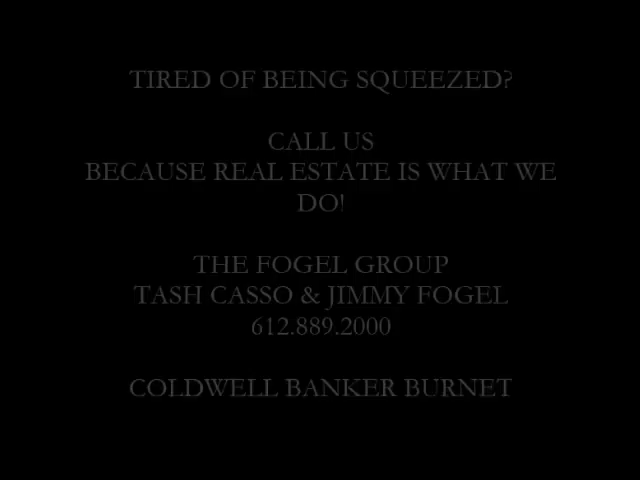 TIRED OF BEING SQUEEZED?
CALL US
BECAUSE REAL ESTATE IS WHAT WE
DO!
THE FOGEL GROUP
TASH CASSO & JIMMY FOGEL
612.889.2000
COLDWELL BANKER BURNET